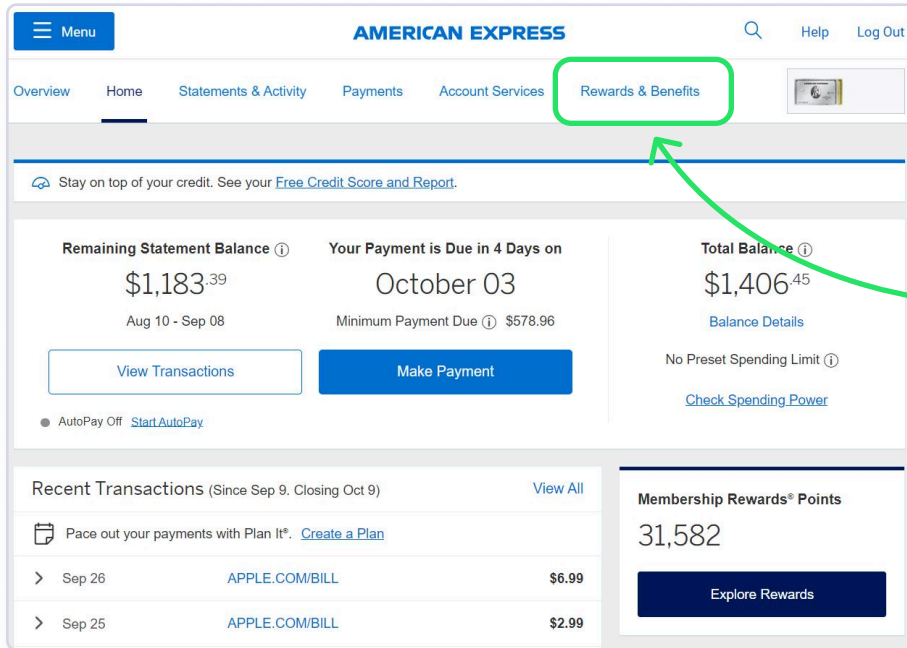 Menu
AMERICAN EXPRESS
Help
Log Out
Overview
Home
Statements & Activity
Payments
Account Services
Rewards & Benefits
Stay on top of your credit. See your Free Credit Score and Report.
Remaining Statement Balance
$1,183.39
Aug 10 - Sep 08
View Transactions
AutoPay Off Start AutoPay
Your Payment is Due in 4 Days on
October 03
Minimum Payment Due $578.96
Make Payment
Total Balance
$1,406.45
Balance Details
No Preset Spending Limit
Check Spending Power
Recent Transactions (Since Sep 9. Closing Oct 9)
View All
Pace out your payments with Plan It®. Create a Plan
Sep 26 APPLE.COM/BILL $6.99
Sep 25 APPLE.COM/BILL $2.99
Membership Rewards® Points
31,582
Explore Rewards